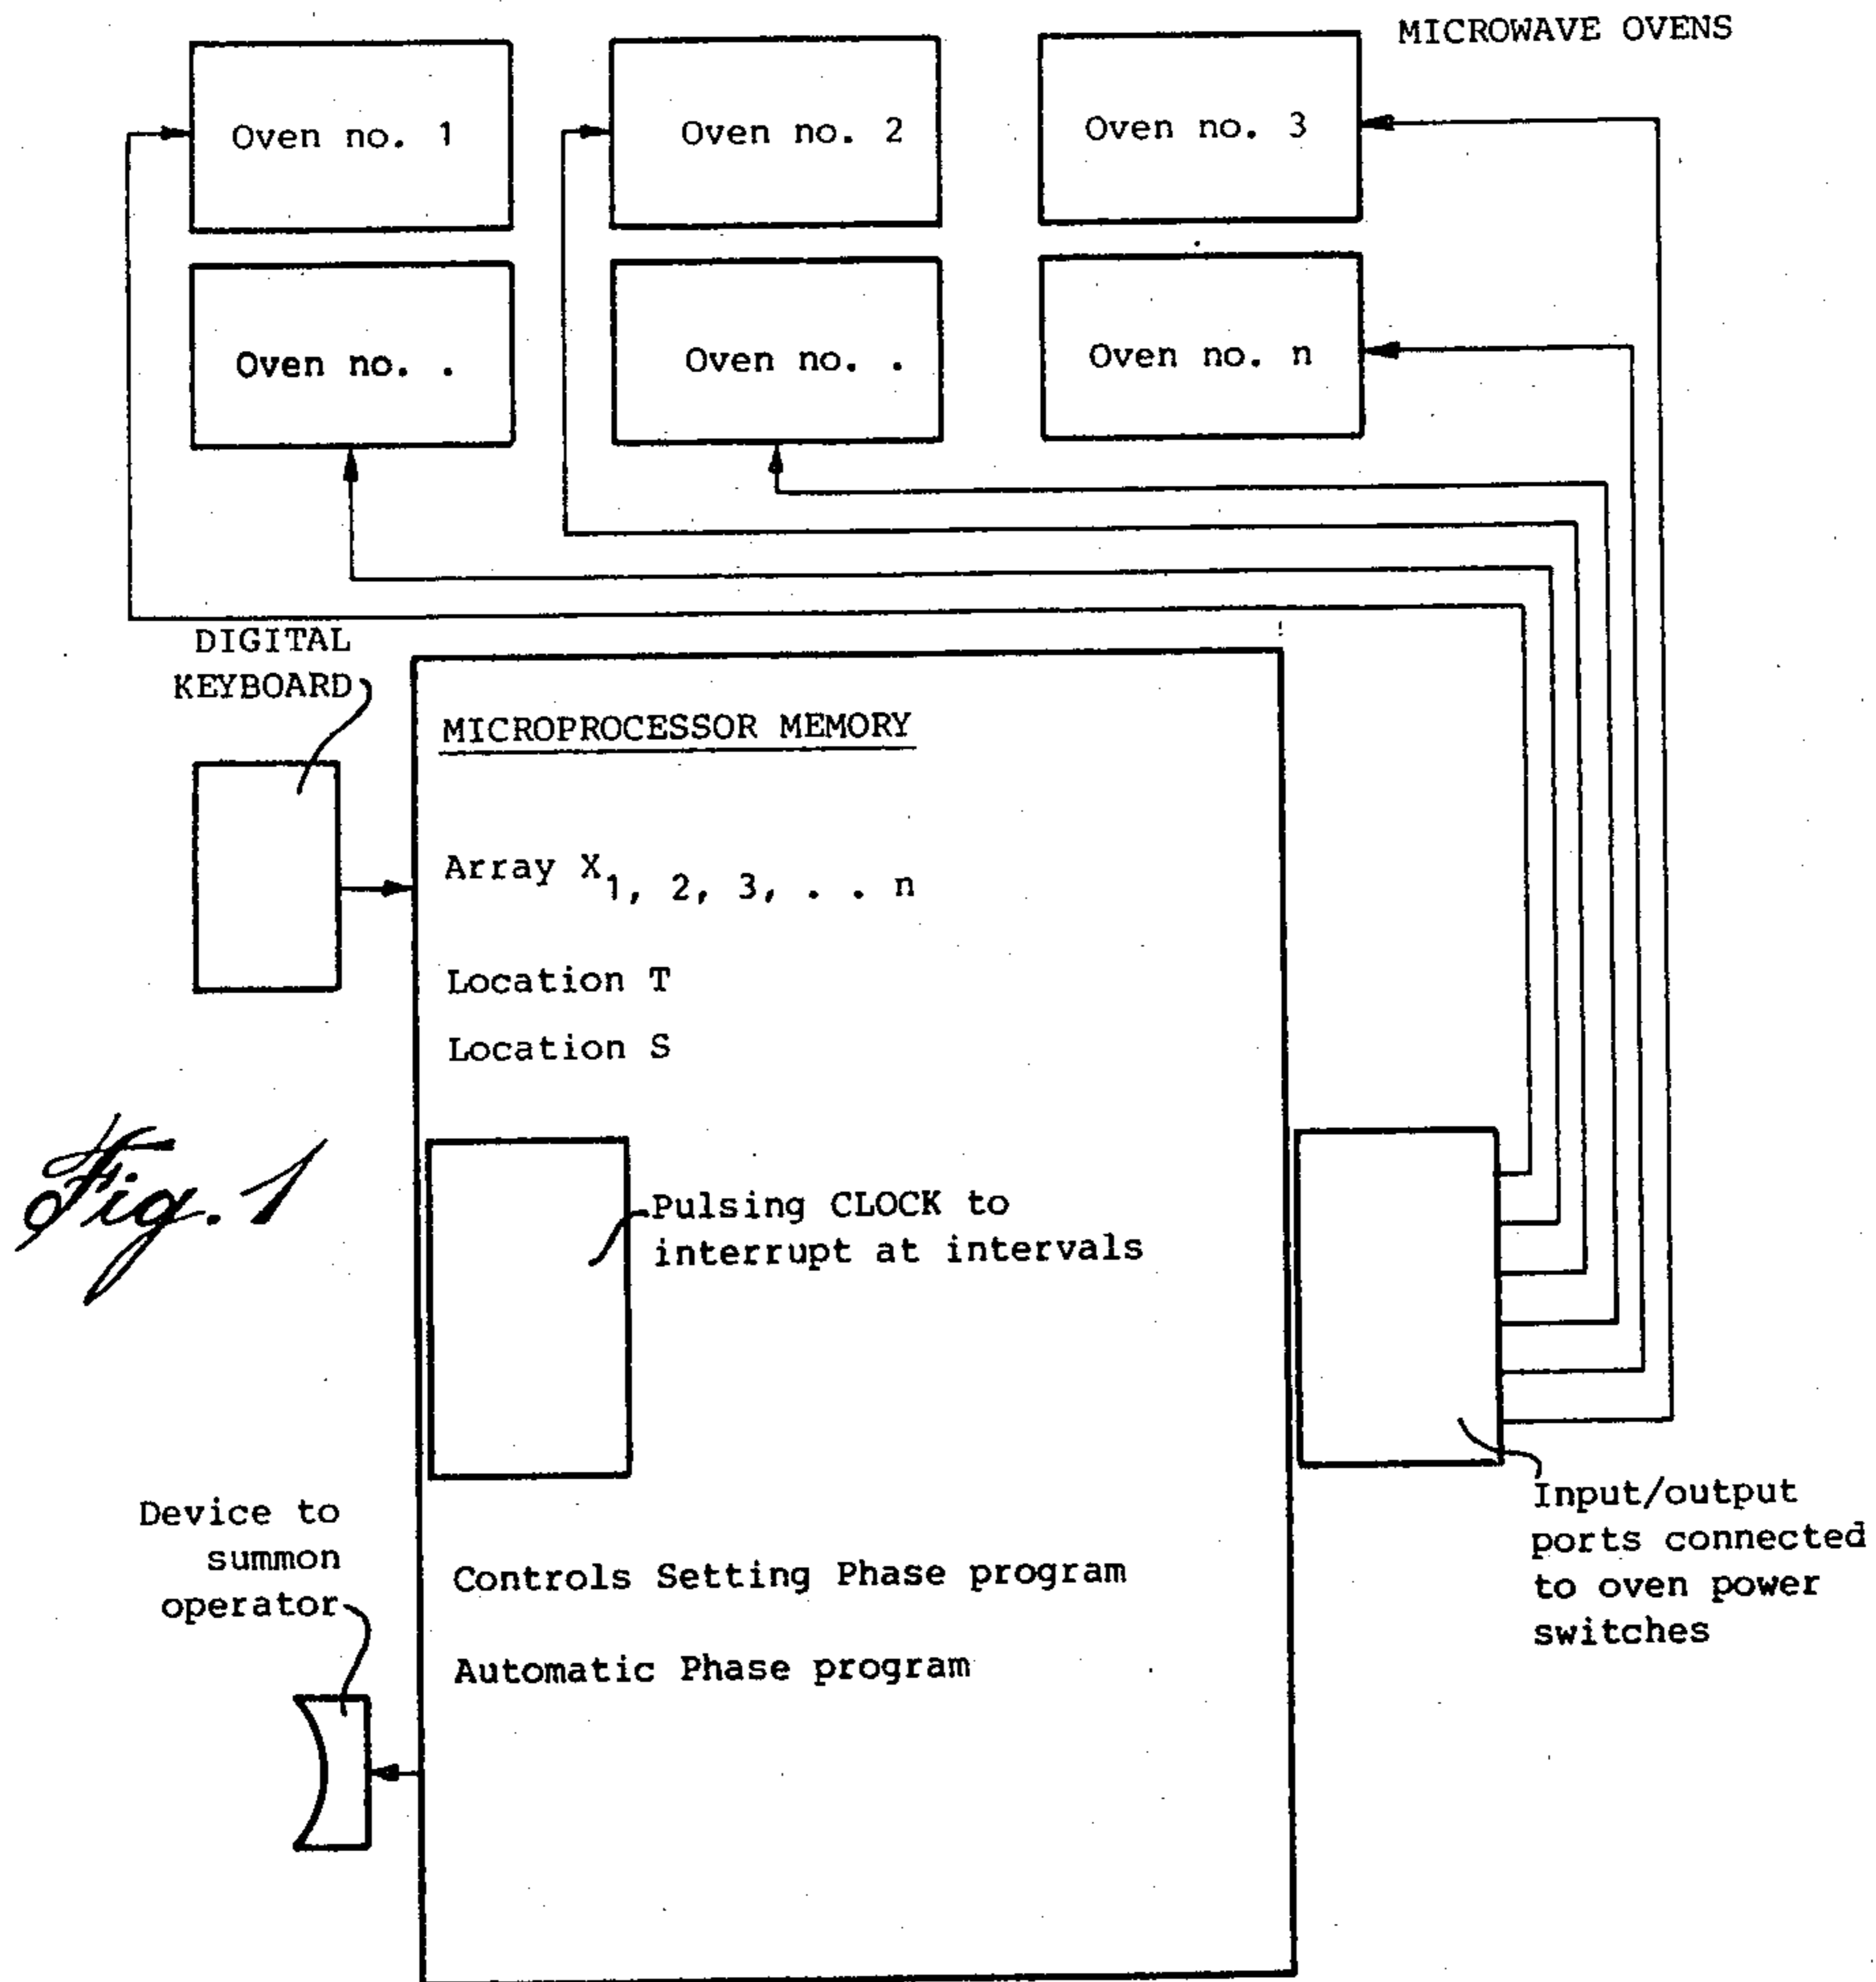 MICROWAVE OVENS
Oven no. 1
Oven no. 2
Oven no. 3
Oven no. .
Oven no. .
Oven no. n
DIGITAL
KEYBOARD
MICROPROCESSOR MEMORY
Array X1, 2, 3, . . n
Location T
Location S
Fig. 1
Pulsing CLOCK to
interrupt at intervals
Input/output
ports connected
to oven power
switches
Device to
summon
operator
Controls Setting Phase program
Automatic Phase program